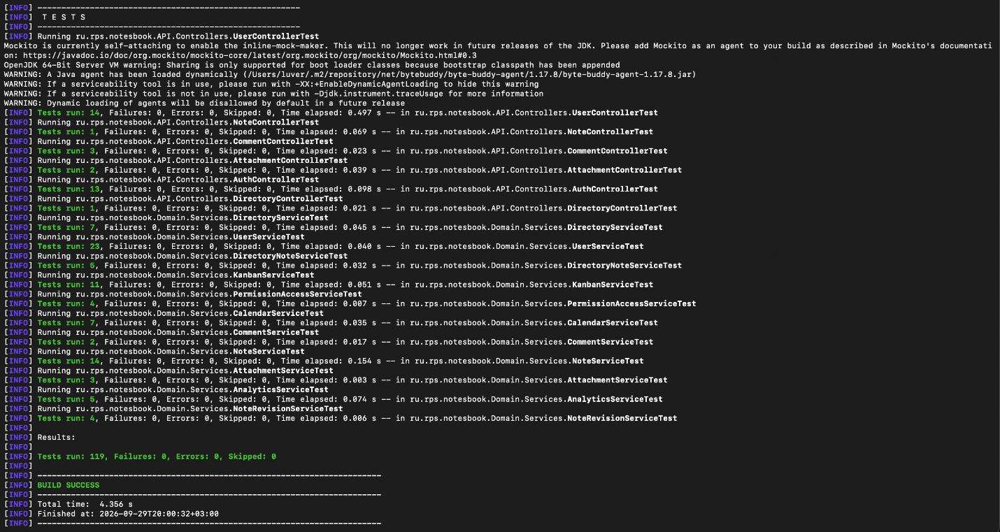 [INFO] -------------------------------------------------------
[INFO]  T E S T S
[INFO] -------------------------------------------------------
[INFO] Running ru.rps.notesbook.API.Controllers.UserControllerTest
Mockito is currently self-attaching to enable the inline-mock-maker. This will no longer work in future releases of the JDK. Please add Mockito as an agent to your build as described in Mockito's documentati
on: https://javadoc.io/doc/org.mockito/mockito-core/latest/org.mockito/org/mockito/Mockito.html#0.3
OpenJDK 64-Bit Server VM warning: Sharing is only supported for boot loader classes because bootstrap classpath has been appended
WARNING: A Java agent has been loaded dynamically (/Users/luver/.m2/repository/net/bytebuddy/byte-buddy-agent/1.17.8/byte-buddy-agent-1.17.8.jar)
WARNING: If a serviceability tool is in use, please run with -XX:+EnableDynamicAgentLoading to hide this warning
WARNING: If a serviceability tool is not in use, please run with -Djdk.instrument.traceUsage for more information
WARNING: Dynamic loading of agents will be disallowed by default in a future release
[INFO] Tests run: 14, Failures: 0, Errors: 0, Skipped: 0, Time elapsed: 0.497 s -- in ru.rps.notesbook.API.Controllers.UserControllerTest
[INFO] Running ru.rps.notesbook.API.Controllers.NoteControllerTest
[INFO] Tests run: 1, Failures: 0, Errors: 0, Skipped: 0, Time elapsed: 0.069 s -- in ru.rps.notesbook.API.Controllers.NoteControllerTest
[INFO] Running ru.rps.notesbook.API.Controllers.CommentControllerTest
[INFO] Tests run: 3, Failures: 0, Errors: 0, Skipped: 0, Time elapsed: 0.023 s -- in ru.rps.notesbook.API.Controllers.CommentControllerTest
[INFO] Running ru.rps.notesbook.API.Controllers.AttachmentControllerTest
[INFO] Tests run: 2, Failures: 0, Errors: 0, Skipped: 0, Time elapsed: 0.039 s -- in ru.rps.notesbook.API.Controllers.AttachmentControllerTest
[INFO] Running ru.rps.notesbook.API.Controllers.AuthControllerTest
[INFO] Tests run: 13, Failures: 0, Errors: 0, Skipped: 0, Time elapsed: 0.098 s -- in ru.rps.notesbook.API.Controllers.AuthControllerTest
[INFO] Running ru.rps.notesbook.API.Controllers.DirectoryControllerTest
[INFO] Tests run: 1, Failures: 0, Errors: 0, Skipped: 0, Time elapsed: 0.021 s -- in ru.rps.notesbook.API.Controllers.DirectoryControllerTest
[INFO] Running ru.rps.notesbook.Domain.Services.DirectoryServiceTest
[INFO] Tests run: 7, Failures: 0, Errors: 0, Skipped: 0, Time elapsed: 0.045 s -- in ru.rps.notesbook.Domain.Services.DirectoryServiceTest
[INFO] Running ru.rps.notesbook.Domain.Services.UserServiceTest
[INFO] Tests run: 23, Failures: 0, Errors: 0, Skipped: 0, Time elapsed: 0.040 s -- in ru.rps.notesbook.Domain.Services.UserServiceTest
[INFO] Running ru.rps.notesbook.Domain.Services.DirectoryNoteServiceTest
[INFO] Tests run: 5, Failures: 0, Errors: 0, Skipped: 0, Time elapsed: 0.032 s -- in ru.rps.notesbook.Domain.Services.DirectoryNoteServiceTest
[INFO] Running ru.rps.notesbook.Domain.Services.KanbanServiceTest
[INFO] Tests run: 11, Failures: 0, Errors: 0, Skipped: 0, Time elapsed: 0.051 s -- in ru.rps.notesbook.Domain.Services.KanbanServiceTest
[INFO] Running ru.rps.notesbook.Domain.Services.PermissionAccessServiceTest
[INFO] Tests run: 4, Failures: 0, Errors: 0, Skipped: 0, Time elapsed: 0.007 s -- in ru.rps.notesbook.Domain.Services.PermissionAccessServiceTest
[INFO] Running ru.rps.notesbook.Domain.Services.CalendarServiceTest
[INFO] Tests run: 7, Failures: 0, Errors: 0, Skipped: 0, Time elapsed: 0.035 s -- in ru.rps.notesbook.Domain.Services.CalendarServiceTest
[INFO] Running ru.rps.notesbook.Domain.Services.CommentServiceTest
[INFO] Tests run: 2, Failures: 0, Errors: 0, Skipped: 0, Time elapsed: 0.017 s -- in ru.rps.notesbook.Domain.Services.CommentServiceTest
[INFO] Running ru.rps.notesbook.Domain.Services.NoteServiceTest
[INFO] Tests run: 14, Failures: 0, Errors: 0, Skipped: 0, Time elapsed: 0.154 s -- in ru.rps.notesbook.Domain.Services.NoteServiceTest
[INFO] Running ru.rps.notesbook.Domain.Services.AttachmentServiceTest
[INFO] Tests run: 3, Failures: 0, Errors: 0, Skipped: 0, Time elapsed: 0.003 s -- in ru.rps.notesbook.Domain.Services.AttachmentServiceTest
[INFO] Running ru.rps.notesbook.Domain.Services.AnalyticsServiceTest
[INFO] Tests run: 5, Failures: 0, Errors: 0, Skipped: 0, Time elapsed: 0.074 s -- in ru.rps.notesbook.Domain.Services.AnalyticsServiceTest
[INFO] Running ru.rps.notesbook.Domain.Services.NoteRevisionServiceTest
[INFO] Tests run: 4, Failures: 0, Errors: 0, Skipped: 0, Time elapsed: 0.006 s -- in ru.rps.notesbook.Domain.Services.NoteRevisionServiceTest
[INFO]
[INFO] Results:
[INFO]
[INFO] Tests run: 119, Failures: 0, Errors: 0, Skipped: 0
[INFO]
[INFO] ------------------------------------------------------------------------
[INFO] BUILD SUCCESS
[INFO] ------------------------------------------------------------------------
[INFO] Total time:  4.356 s
[INFO] Finished at: 2026-09-29T20:00:32+03:00
[INFO] ------------------------------------------------------------------------